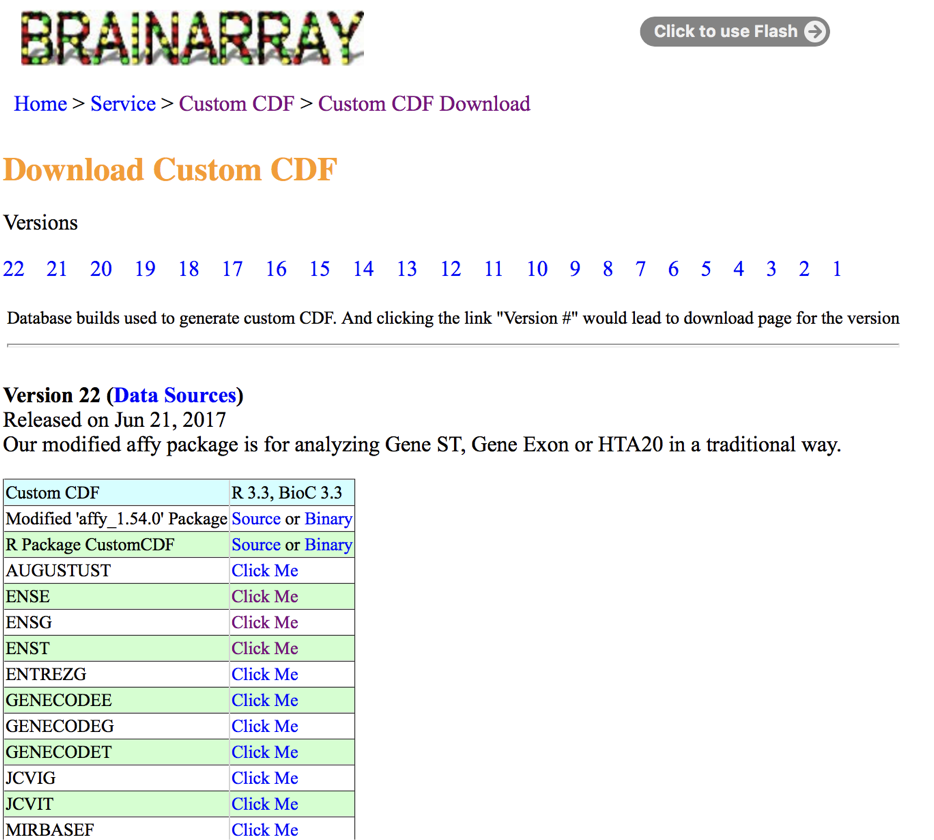 BRAINARRAY
Click to use Flash
Home > Service > Custom CDF > Custom CDF Download
Download Custom CDF
Versions
22 21 20 19 18 17 16 15 14 13 12 11 10 9 8 7 6 5 4 3 2 1
Database builds used to generate custom CDF. And clicking the link "Version #" would lead to download page for the version
Version 22 (Data Sources)
Released on Jun 21, 2017
Our modified affy package is for analyzing Gene ST, Gene Exon or HTA20 in a traditional way.
Custom CDF R 3.3, BioC 3.3
Modified 'affy_1.54.0' Package Source or Binary
R Package CustomCDF Source or Binary
AUGUSTUST Click Me
ENSE Click Me
ENSG Click Me
ENST Click Me
ENTREZG Click Me
GENECODEE Click Me
GENECODEG Click Me
GENECODET Click Me
JCVIG Click Me
JCVIT Click Me
MIRBASEF Click Me